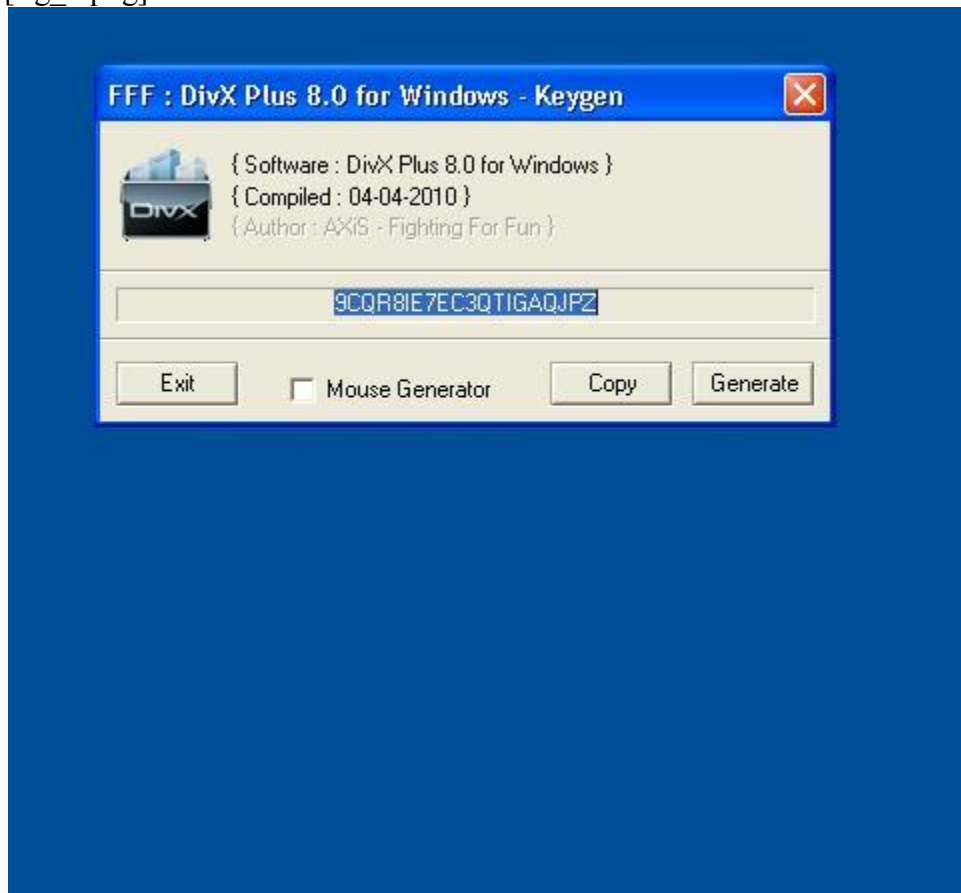 FFF : DivX Plus 8.0 for Windows - Keygen
{ Software : DivX Plus 8.0 for Windows }
{ Compiled : 04-04-2010 }
DIVX
{ Author : AXiS - Fighting For Fun }
9CQR8IE7EC3QTIGAQJPZ
Exit
Mouse Generator
Copy
Generate